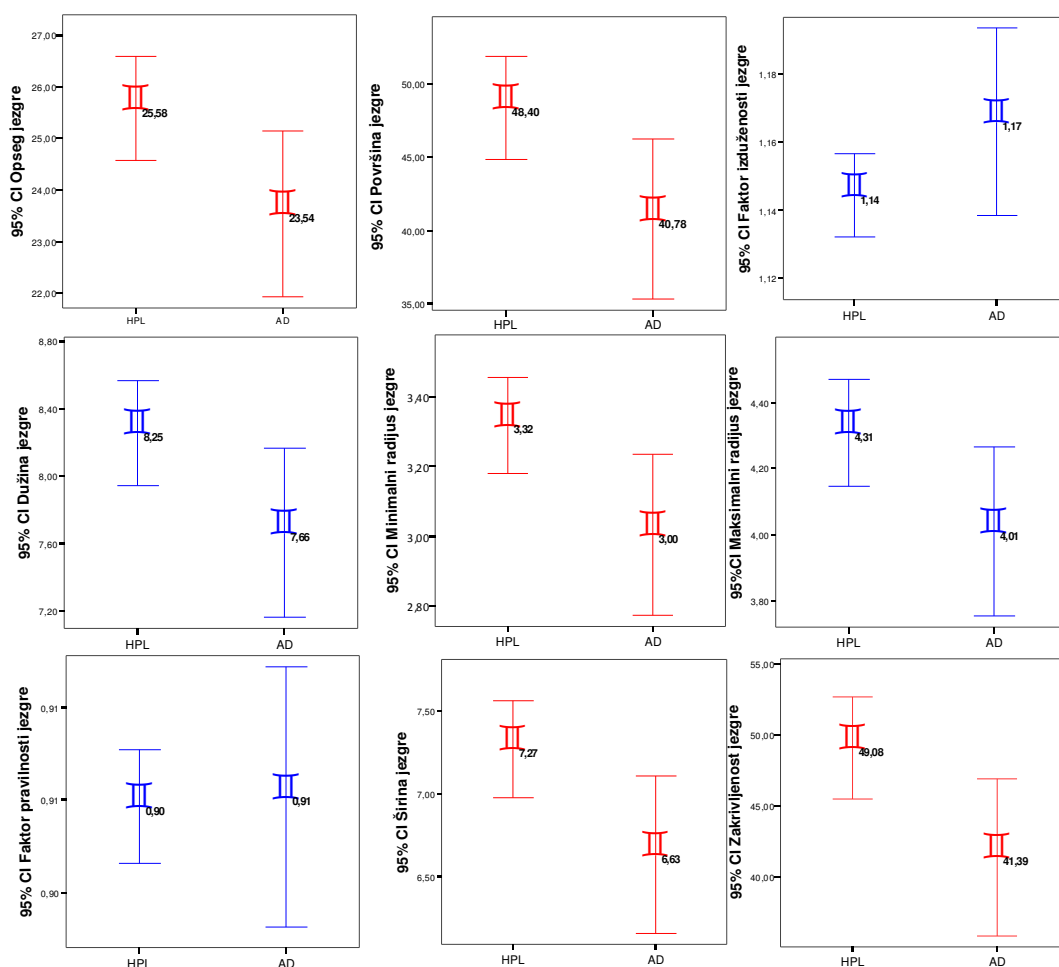 95% CI Opseg jezgre
27,00
26,00
25,00
24,00
23,00
22,00
25,58
23,54
HPL
AD
95% CI Površina jezgre
50,00
45,00
40,00
35,00
48,40
40,78
HPL
AD
95% CI Faktor izduženosti jezgre
1,18
1,16
1,14
1,12
1,14
1,17
HPL
AD
95% CI Dužina jezgre
8,80
8,40
8,00
7,60
7,20
8,25
7,66
HPL
AD
95% CI Minimalni radijus jezgre
3,40
3,20
3,00
2,80
3,32
3,00
HPL
AD
95%CI Maksimalni radijus jezgre
4,40
4,20
4,00
3,80
4,31
4,01
HPL
AD
95% CI Faktor pravilnosti jezgre
0,91
0,91
0,90
0,90
0,91
HPL
AD
95% CI Širina jezgre
7,50
7,00
6,50
7,27
6,63
HPL
AD
95% CI Zakrivljenost jezgre
55,00
50,00
45,00
40,00
49,08
41,39
HPL
AD